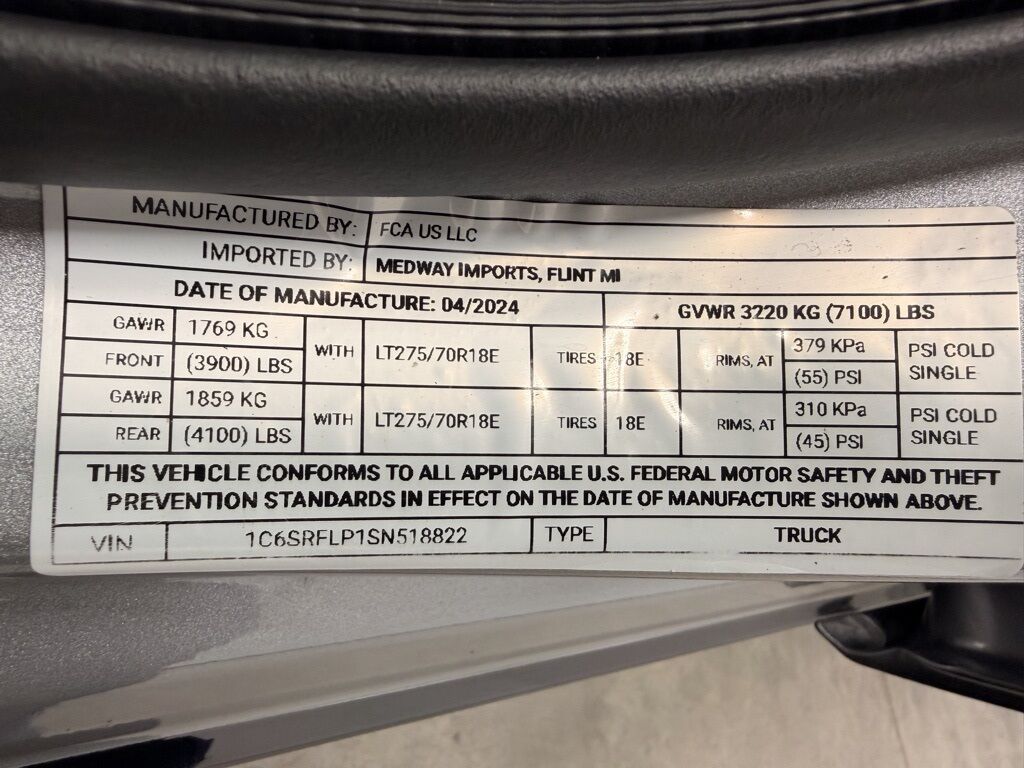 MANUFACTURED BY: FCA US LLC
IMPORTED BY: MEDWAY IMPORTS, FLINT MI
DATE OF MANUFACTURE: 04/2024 GVWR 3220 KG (7100) LBS
GAWR 1769 KG WITH LT275/70R18E TIRES 18E RIMS, AT 379 KPa PSI COLD
FRONT (3900) LBS (55) PSI SINGLE
GAWR 1859 KG WITH LT275/70R18E TIRES 18E RIMS, AT 310 KPa PSI COLD
REAR (4100) LBS (45) PSI SINGLE
THIS VEHICLE CONFORMS TO ALL APPLICABLE U.S. FEDERAL MOTOR SAFETY AND THEFT
PREVENTION STANDARDS IN EFFECT ON THE DATE OF MANUFACTURE SHOWN ABOVE.
VIN 1C6SRFLP1SN518822 TYPE TRUCK